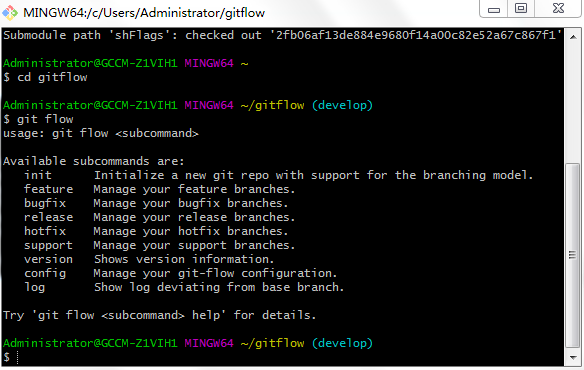 MINGW64:/c/Users/Administrator/gitflow
Submodule path 'shFlags': checked out '2fb06af13de884e9680f14a00c82e52a67c867f1'
Administrator@GCCM-Z1VIH1 MINGW64 ~
$ cd gitflow
Administrator@GCCM-Z1VIH1 MINGW64 ~/gitflow (develop)
$ git flow
usage: git flow <subcommand>
Available subcommands are:
init Initialize a new git repo with support for the branching model.
feature Manage your feature branches.
bugfix Manage your bugfix branches.
release Manage your release branches.
hotfix Manage your hotfix branches.
support Manage your support branches.
version Shows version information.
config Manage your git-flow configuration.
log Show log deviating from base branch.
Try 'git flow <subcommand> help' for details.
Administrator@GCCM-Z1VIH1 MINGW64 ~/gitflow (develop)
$